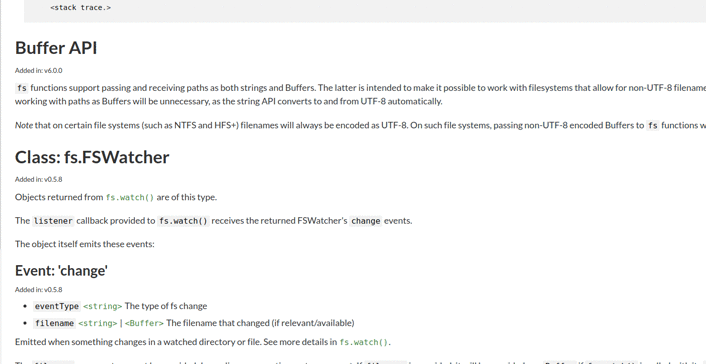 <stack trace.>
Buffer API
Added in: v6.0.0
fs functions support passing and receiving paths as both strings and Buffers. The latter is intended to make it possible to work with filesystems that allow for non-UTF-8
working with paths as Buffers will be unnecessary, as the string API converts to and from UTF-8 automatically.
Note that on certain file systems (such as NTFS and HFS+) filenames will always be encoded as UTF-8. On such file systems, passing non-UTF-8 encoded Buffers to fs functions
Class: fs.FSWatcher
Added in: v0.5.8
Objects returned from fs.watch() are of this type.
The listener callback provided to fs.watch() receives the returned FSWatcher's change events.
The object itself emits these events:
Event: 'change'
Added in: v0.5.8
• eventType <string> The type of fs change
• filename <string> | <Buffer> The filename that changed (if relevant/available)
Emitted when something changes in a watched directory or file. See more details in fs.watch().